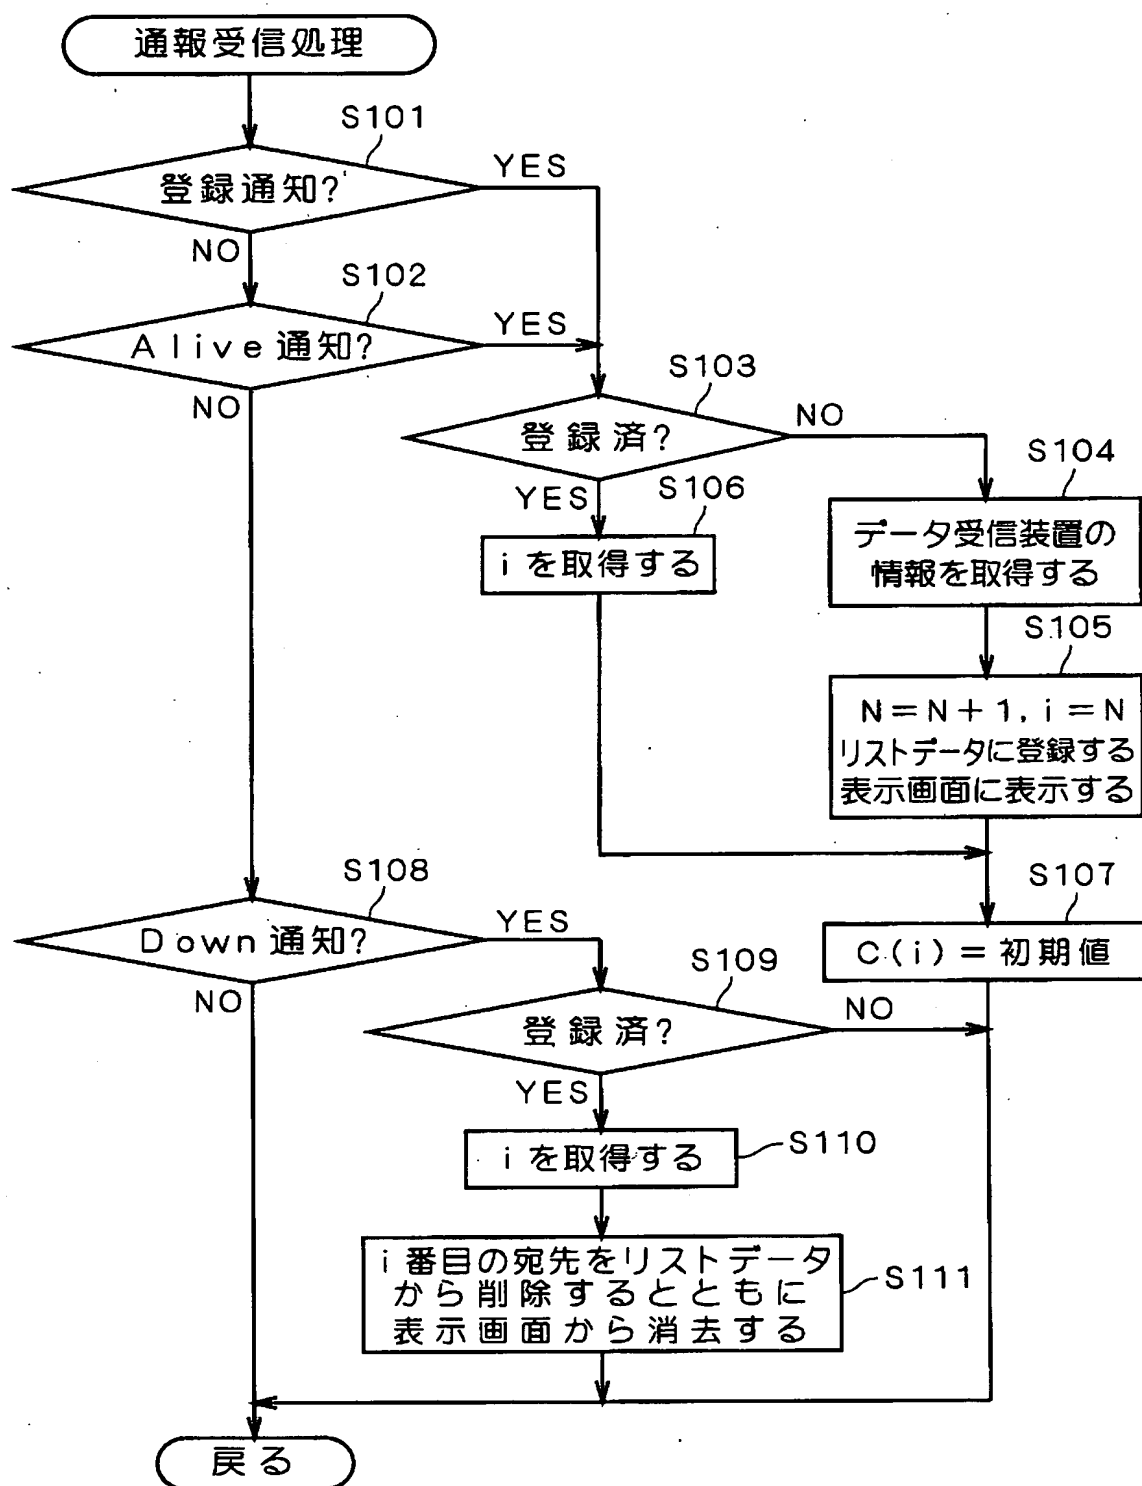 通報受信処理
S101
登録通知?
YES
NO
S102
Alive通知?
YES
NO
S103
登録済?
NO
YES
S104
データ受信装置の
情報を取得する
S106
iを取得する
S105
N=N+1, i=N
リストデータに登録する
表示画面に表示する
S107
C(i)=初期値
S108
Down通知?
YES
NO
S109
登録済?
NO
YES
S110
iを取得する
S111
i番目の宛先をリストデータ
から削除するとともに
表示画面から消去する
戻る